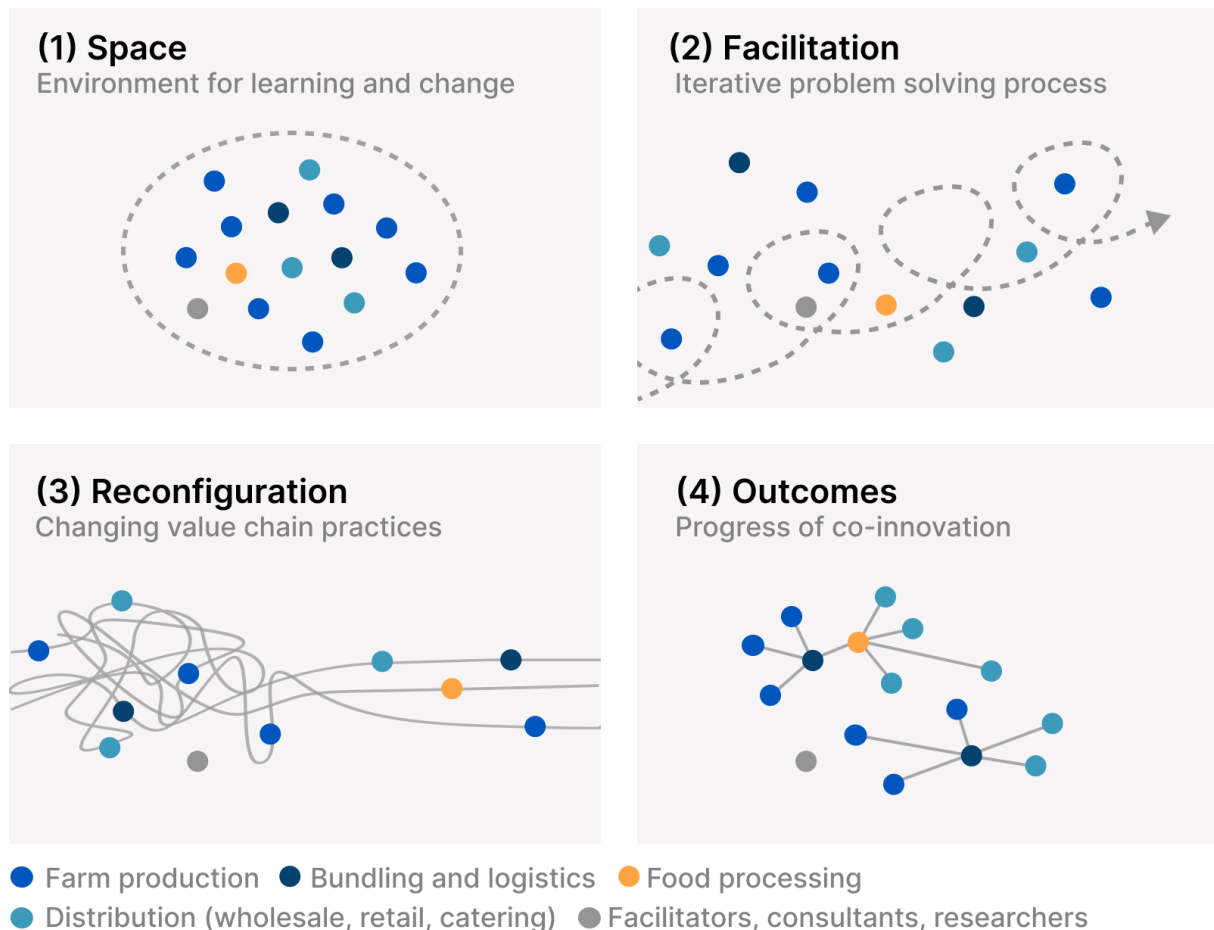 (1) Space
Environment for learning and change
(2) Facilitation
Iterative problem solving process
(3) Reconfiguration
Changing value chain practices
(4) Outcomes
Progress of co-innovation
Farm production Bundling and logistics Food processing
Distribution (wholesale, retail, catering) Facilitators, consultants, researchers